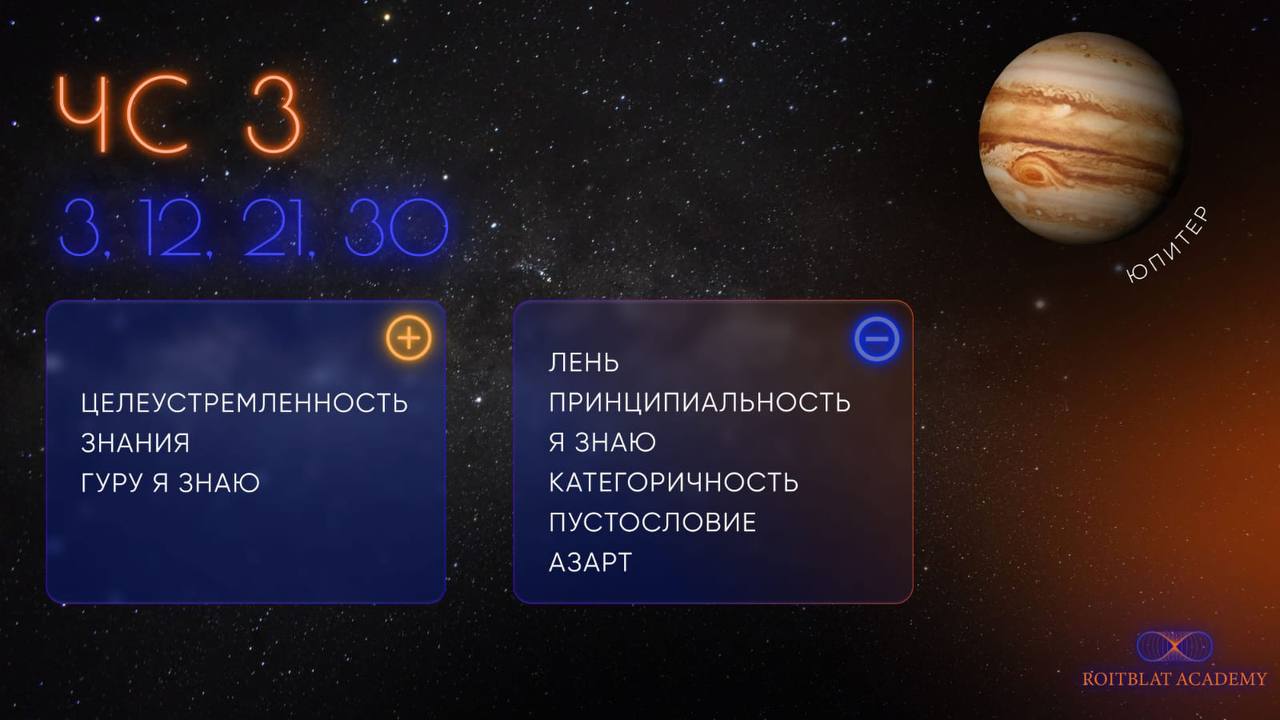 ЧС 3
3, 12, 21, 30
ЮПИТЕР
ЦЕЛЕУСТРЕМЛЕННОСТЬ
ЗНАНИЯ
ГУРУ Я ЗНАЮ
ЛЕНЬ
ПРИНЦИПИАЛЬНОСТЬ
Я ЗНАЮ
КАТЕГОРИЧНОСТЬ
ПУСТОСЛОВИЕ
АЗАРТ
ROITBLAT ACADEMY